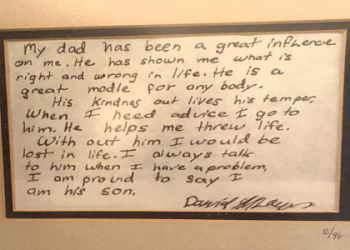 My dad has been a great influence
on me. He has shown me what is
right and wrong in life. He is a
great modle for any body.
His kindnes out lives his temper,
When I need advice I go to
him. He helps me threw life.
With out him I would be
lost in life. I always talk
to him when I have a problem,
I am proud to say I
am his son.
David
5/96